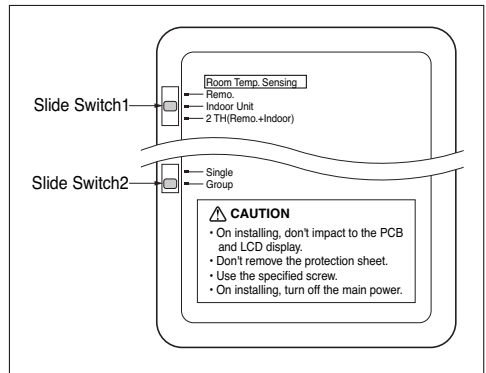 Room Temp. Sensing
Remo.
Slide Switch1
Indoor Unit
2 TH(Remo.+Indoor)
Single
Slide Switch2
Group
⚠ CAUTION
• On installing, don't impact to the PCB
and LCD display.
• Don't remove the protection sheet.
• Use the specified screw.
• On installing, turn off the main power.